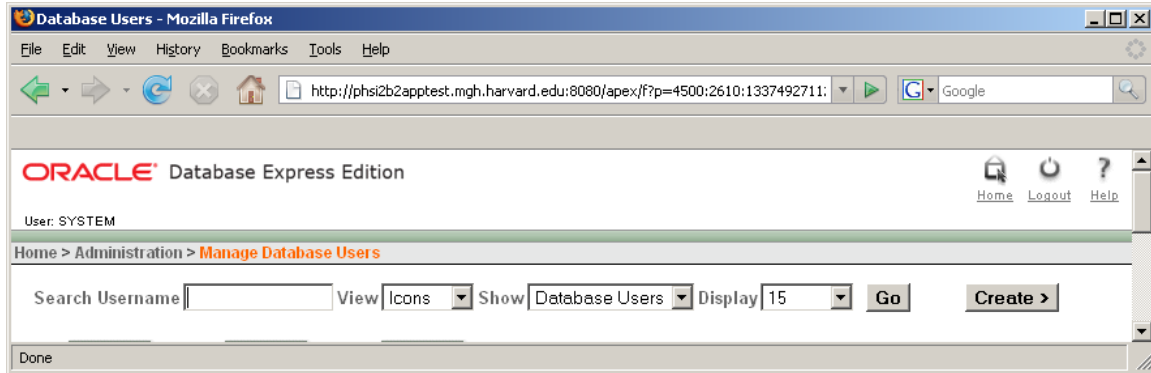 Database Users - Mozilla Firefox
File Edit View History Bookmarks Tools Help
http://phsi2b2apptest.mgh.harvard.edu:8080/apex/f?p=4500:2610:1337492711: G Google
ORACLE Database Express Edition
Home Logout Help
User: SYSTEM
Home > Administration > Manage Database Users
Search Username View Icons Show Database Users Display 15 Go Create >
Done